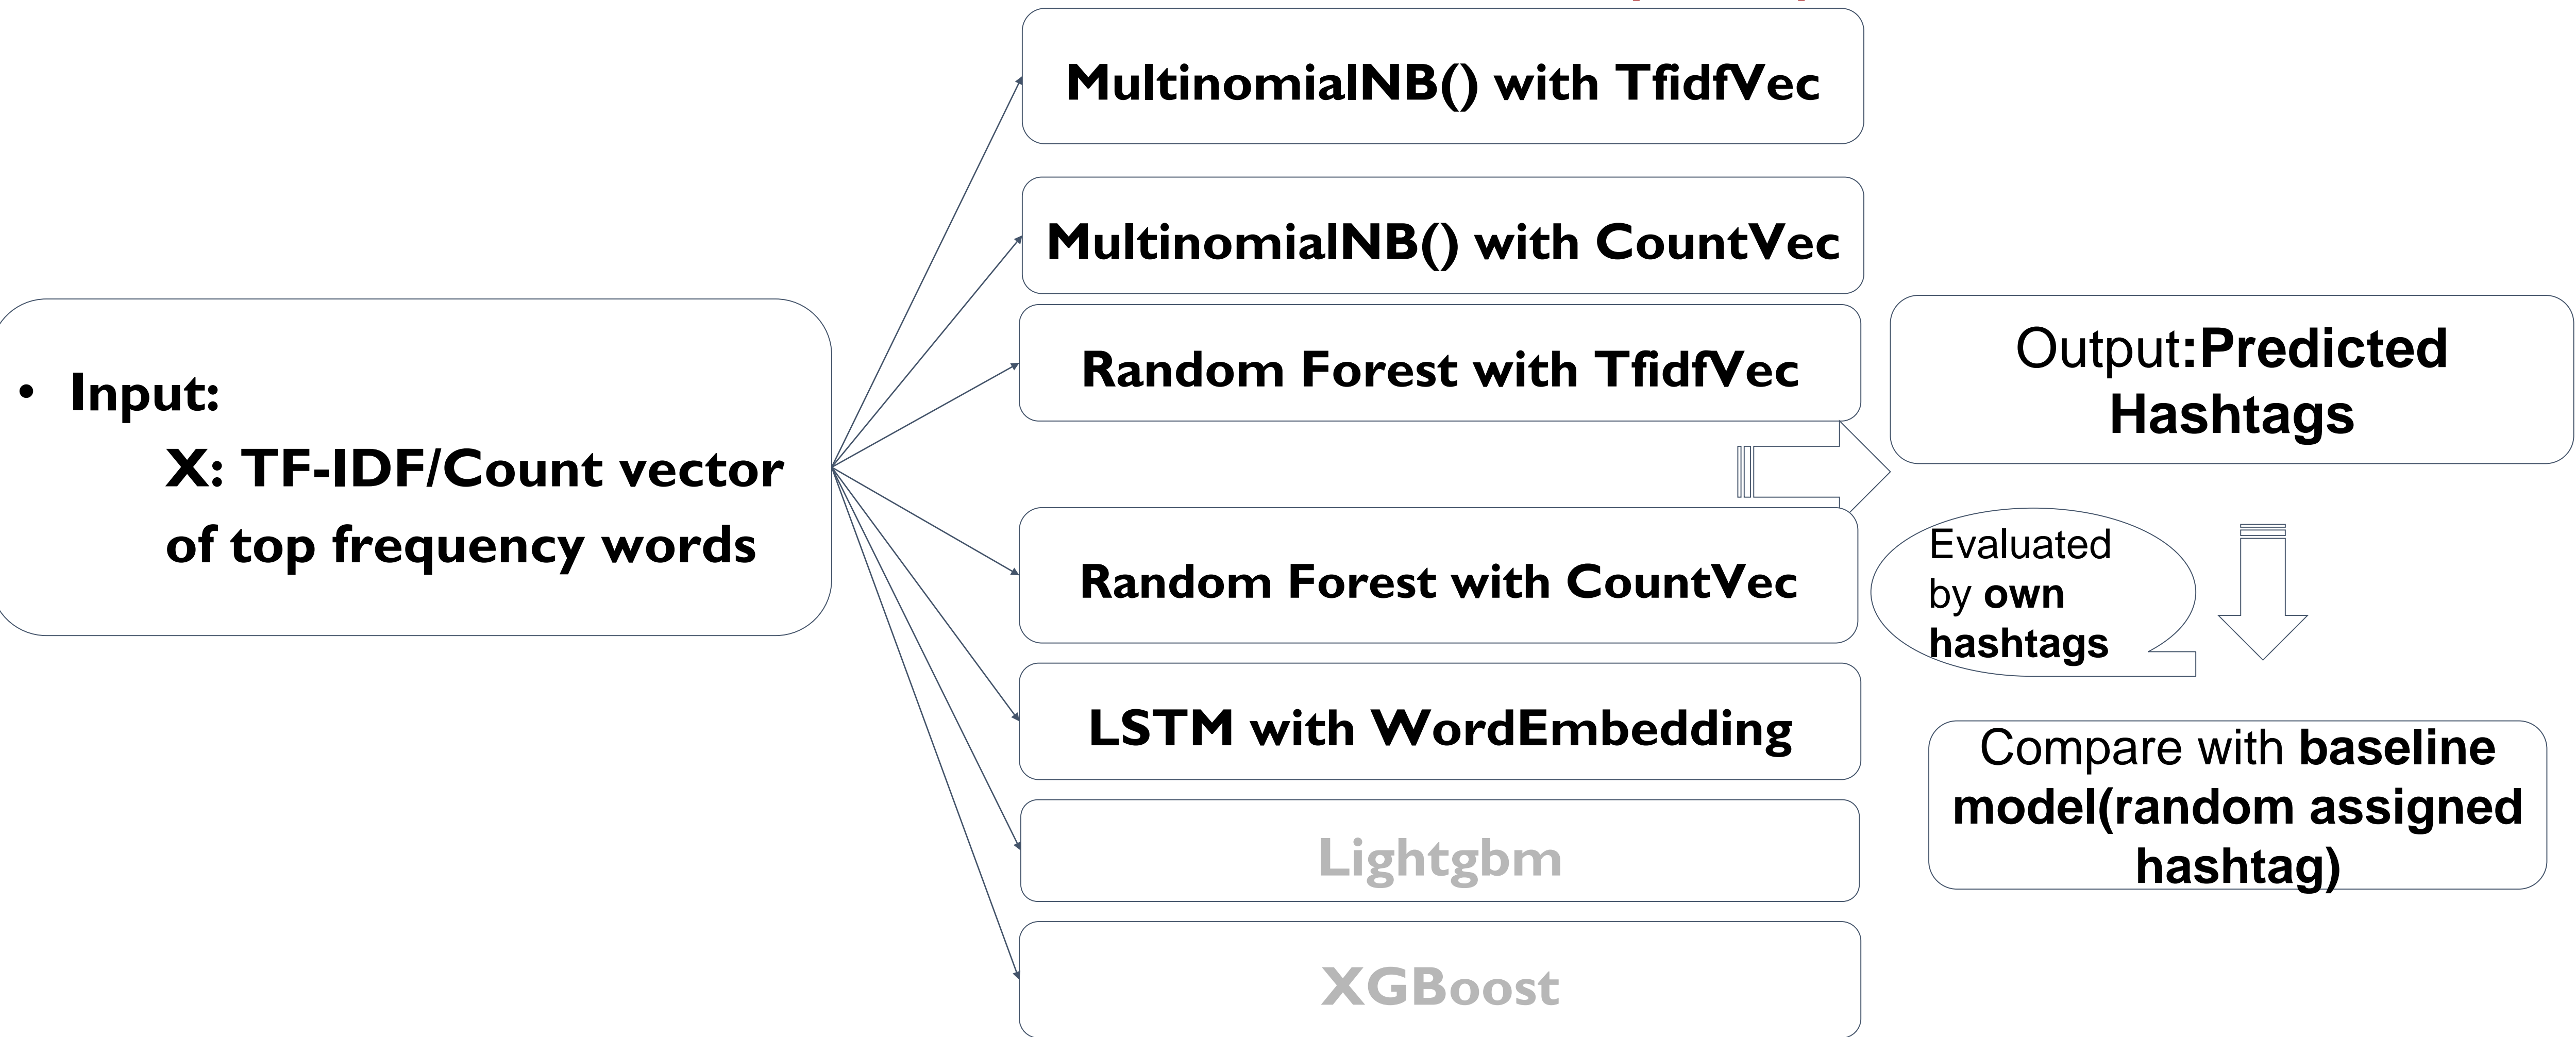 • Input:
X: TF-IDF/Count vector
of top frequency words
MultinomialNB() with TfidfVec
MultinomialNB() with CountVec
Random Forest with TfidfVec
Random Forest with CountVec
LSTM with WordEmbedding
Lightgbm
XGBoost
Output:Predicted
Hashtags
Evaluated
by own
hashtags
Compare with baseline
model(random assigned
hashtag)